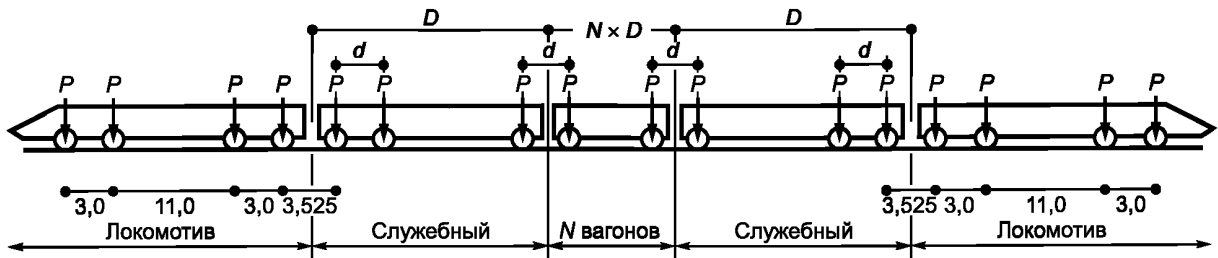 D N × D D
d d d d
P P P P P P P P P P P P P P P P
3,0 11,0 3,0 3,525 3,525 3,0 11,0 3,0
Локомотив Служебный N вагонов Служебный Локомотив